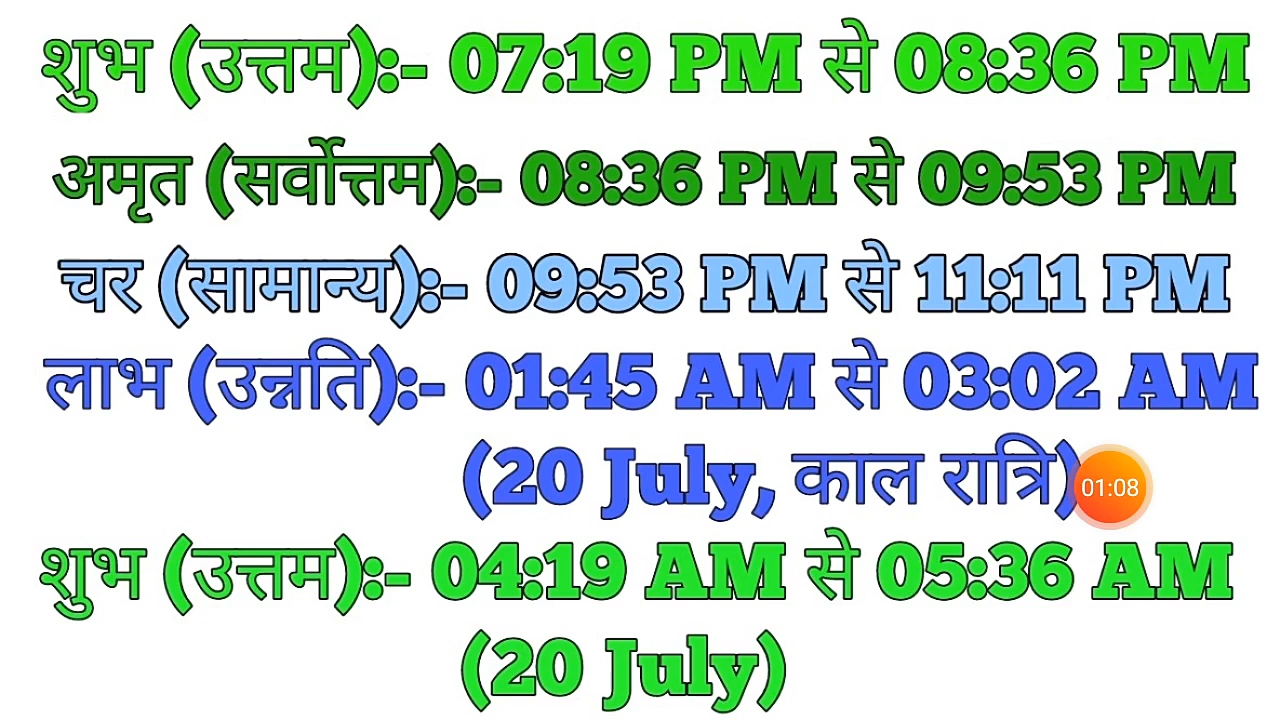 शुभ (उत्तम):- 07:19 PM से 08:36 PM
अमृत (सर्वोत्तम):- 08:36 PM से 09:53 PM
चर (सामान्य):- 09:53 PM से 11:11 PM
लाभ (उन्नति):- 01:45 AM से 03:02 AM
(20 July, काल रात्रि)
01:08
शुभ (उत्तम):- 04:19 AM से 05:36 AM
(20 July)